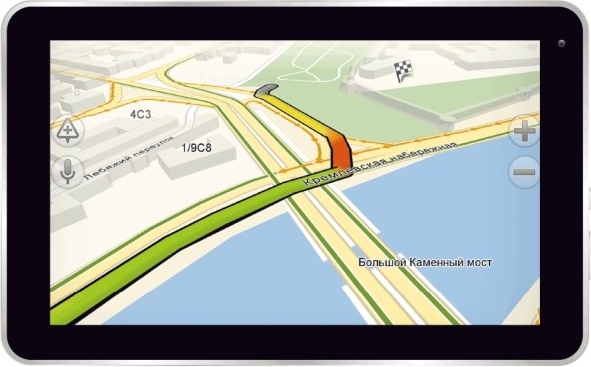 4С3
1/9С8
Лебяжий переулок
Кремлевская набережная
Большой Каменный мост